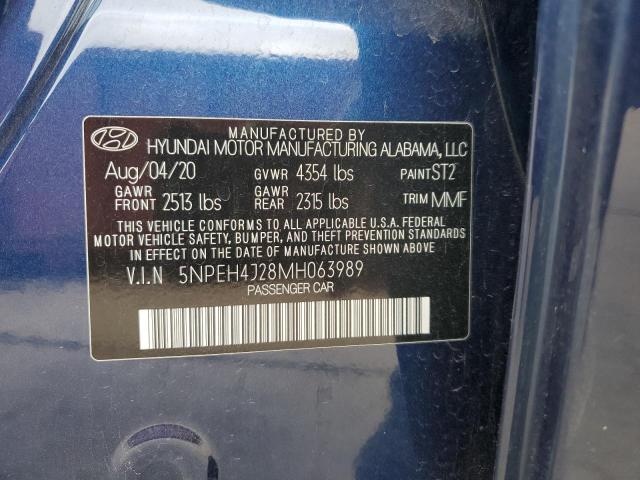 MANUFACTURED BY
HYUNDAI MOTOR MANUFACTURING ALABAMA, LLC
Aug/04/20 GVWR 4354 lbs PAINT ST2
GAWR FRONT 2513 lbs GAWR REAR 2315 lbs TRIM MMF
THIS VEHICLE CONFORMS TO ALL APPLICABLE U.S.A. FEDERAL
MOTOR VEHICLE SAFETY, BUMPER, AND THEFT PREVENTION
STANDARDS IN EFFECT ON THE DATE OF MANUFACTURE SHOWN ABOVE.
V.I.N 5NPEH4J28MH063989
PASSENGER CAR